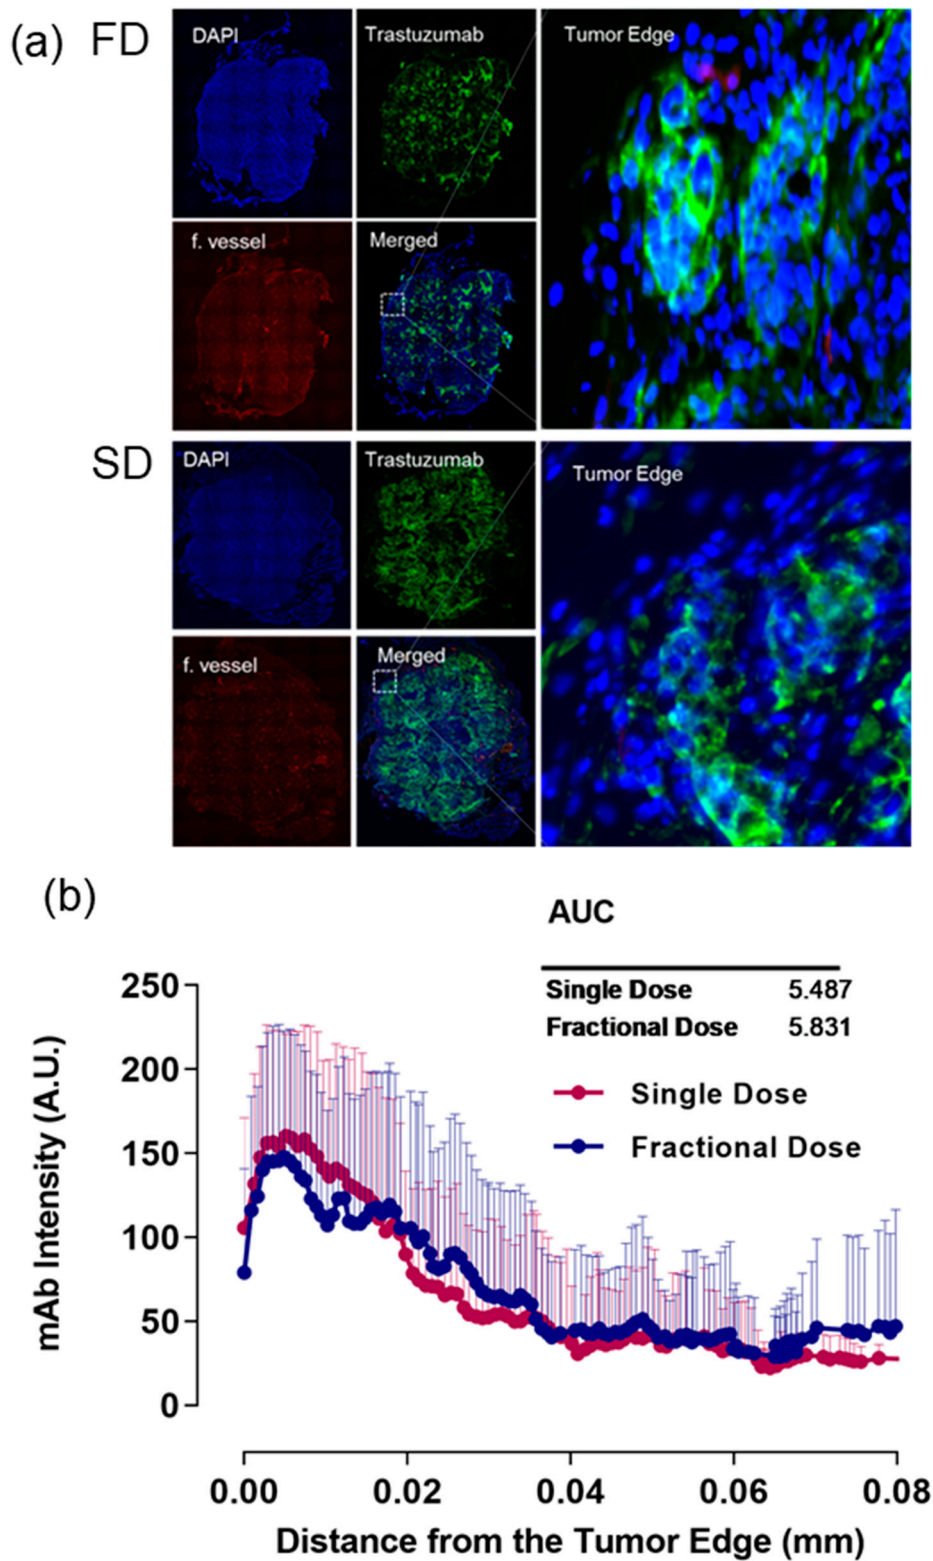 (a) FD
DAPI
Trastuzumab
Tumor Edge
f. vessel
Merged
SD
DAPI
Trastuzumab
Tumor Edge
f. vessel
Merged
(b)
AUC
Single Dose 5.487
Fractional Dose 5.831
Single Dose
Fractional Dose
mAb Intensity (A.U.)
250
200
150
100
50
0
0.00 0.02 0.04 0.06 0.08
Distance from the Tumor Edge (mm)